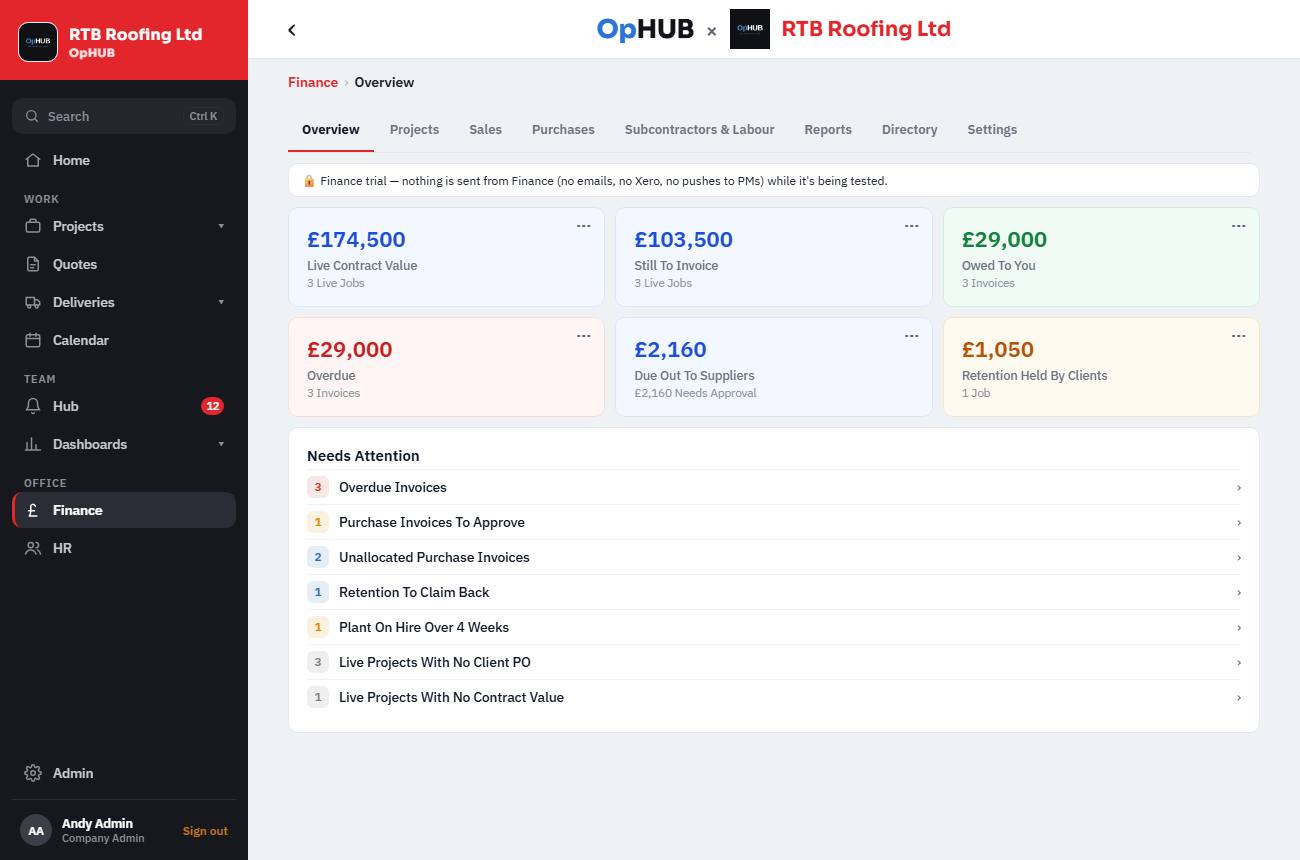 OpHUB
RTB Roofing Ltd
OpHUB
Search
Ctrl K
Home
WORK
Projects
Quotes
Deliveries
Calendar
TEAM
Hub
12
Dashboards
OFFICE
£ Finance
HR
Admin
AA
Andy Admin
Company Admin
Sign out
OpHUB × OpHUB RTB Roofing Ltd
Finance › Overview
Overview Projects Sales Purchases Subcontractors & Labour Reports Directory Settings
🔒 Finance trial — nothing is sent from Finance (no emails, no Xero, no pushes to PMs) while it's being tested.
£174,500
Live Contract Value
3 Live Jobs
£103,500
Still To Invoice
3 Live Jobs
£29,000
Owed To You
3 Invoices
£29,000
Overdue
3 Invoices
£2,160
Due Out To Suppliers
£2,160 Needs Approval
£1,050
Retention Held By Clients
1 Job
Needs Attention
3 Overdue Invoices ›
1 Purchase Invoices To Approve ›
2 Unallocated Purchase Invoices ›
1 Retention To Claim Back ›
1 Plant On Hire Over 4 Weeks ›
3 Live Projects With No Client PO ›
1 Live Projects With No Contract Value ›